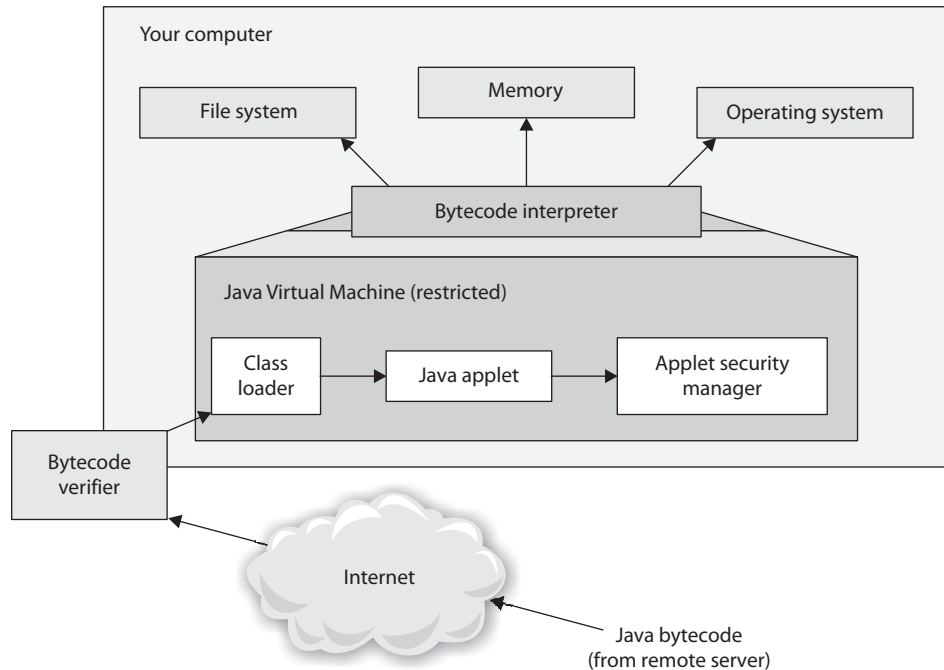 Your computer
Memory
File system
Operating system
Bytecode interpreter
Java Virtual Machine (restricted)
Class
loader
Java applet
Applet security
manager
Bytecode
verifier
Internet
Java bytecode
(from remote server)